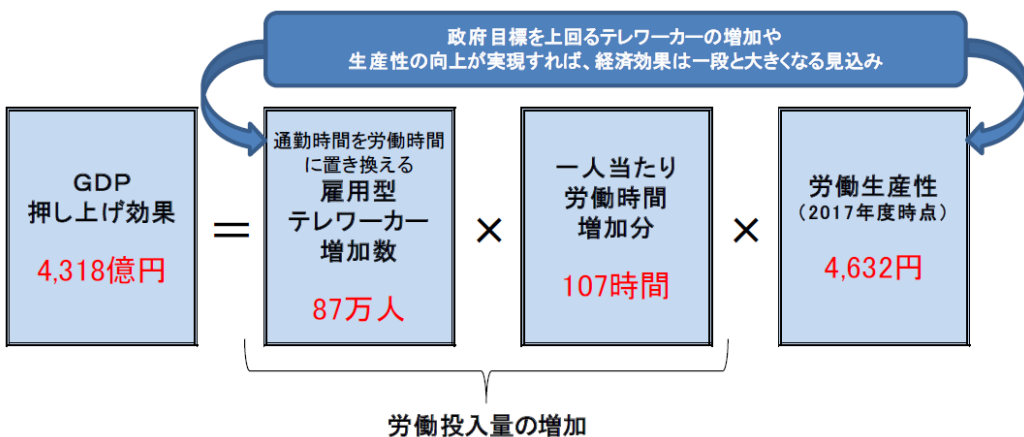 政府目標を上回るテレワーカーの増加や
生産性の向上が実現すれば、経済効果は一段と大きくなる見込み
GDP
押し上げ効果
4,318億円
＝
通勤時間を労働時間
に置き換える
雇用型
テレワーカー
増加数
87万人
×
一人当たり
労働時間
増加分
107時間
×
労働生産性
（2017年度時点）
4,632円
労働投入量の増加